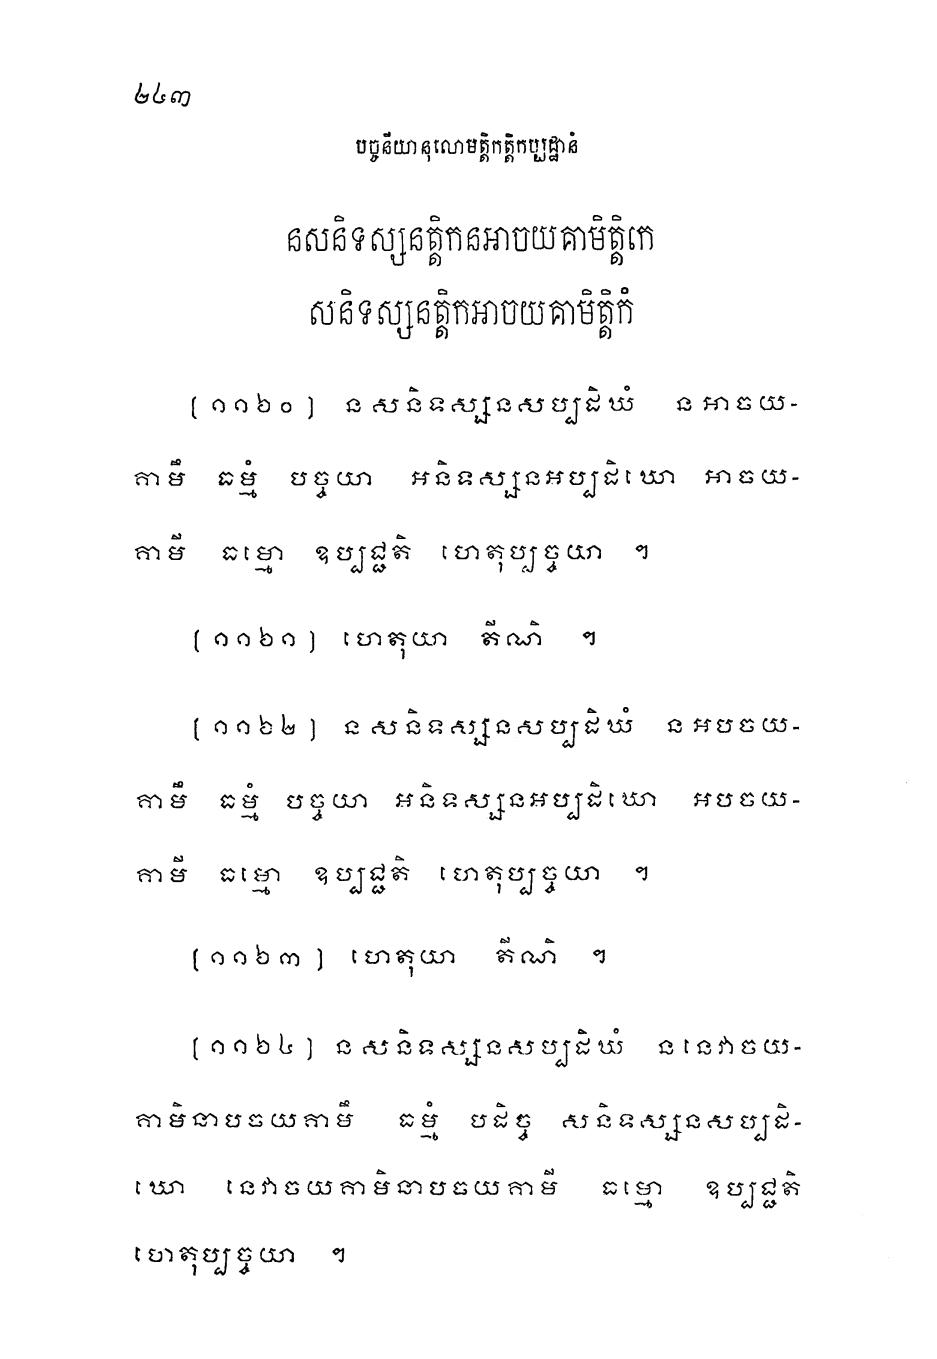 ២៤៣
បច្ចនីយានុលោមត្តិកត្តិកប្បដ្ឋានំ
នសនិទស្សនត្តិកនអាចយគាមិត្តិកេ
សនិទស្សនត្តិកអាចយគាមិត្តិកំ
[១១៦០] ន សនិទស្សនសប្បដិឃំ ន អាចយ-
គាមឹ ធម្មំ បច្ចយា អនិទស្សនអប្បដិឃោ អាចយ-
គាមី ធម្មោ ឧប្បជ្ជតិ ហេតុប្បច្ចយា ។
[១១៦១] ហេតុយា តីណិ ។
[១១៦២] ន សនិទស្សនសប្បដិឃំ ន អបចយ-
គាមឹ ធម្មំ បច្ចយា អនិទស្សនអប្បដិឃោ អបចយ-
គាមី ធម្មោ ឧប្បជ្ជតិ ហេតុប្បច្ចយា ។
[១១៦៣] ហេតុយា តីណិ ។
[១១៦៤] ន សនិទស្សនសប្បដិឃំ ន នេវាចយ-
គាមិនាបចយគាមឹ ធម្មំ បដិច្ច សនិទស្សនសប្បដិ-
ឃោ នេវាចយគាមិនាបចយគាមី ធម្មោ ឧប្បជ្ជតិ
ហេតុប្បច្ចយា ។